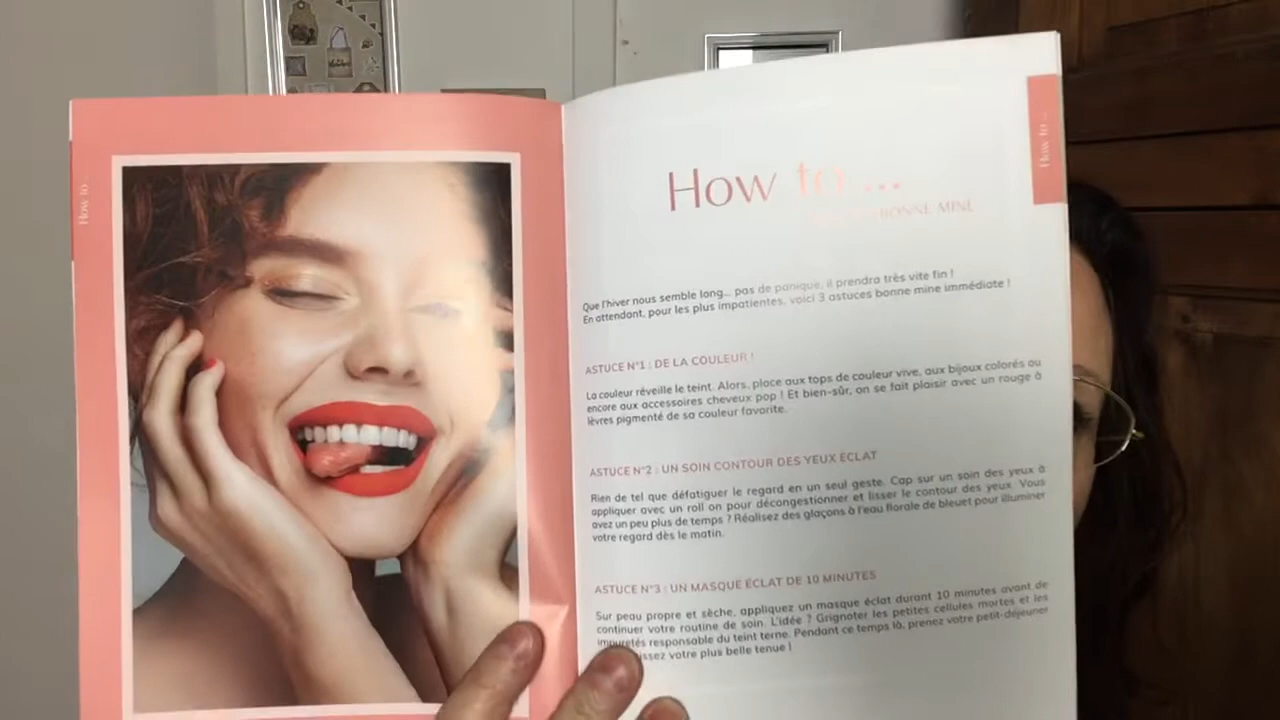 How to...
How to ...
How to ...
BONNE MINE
Que l'hiver nous semble long... pas de panique, il prendra très vite fin !
En attendant, pour les plus impatientes, voici 3 astuces bonne mine immédiate !
ASTUCE N°1 : DE LA COULEUR !
La couleur réveille le teint. Alors, place aux tops de couleur vive, aux bijoux colorés ou
encore aux accessoires cheveux pop ! Et bien-sûr, on se fait plaisir avec un rouge à
lèvres pigmenté de sa couleur favorite.
ASTUCE N°2 : UN SOIN CONTOUR DES YEUX ÉCLAT
Rien de tel que défatiguer le regard en un seul geste. Cap sur un soin des yeux à
appliquer avec un roll on pour décongestionner et lisser le contour des yeux. Vous
avez un peu plus de temps ? Réalisez des glaçons à l'eau florale de bleuet pour illuminer
votre regard dès le matin.
ASTUCE N°3 : UN MASQUE ÉCLAT DE 10 MINUTES
Sur peau propre et sèche, appliquez un masque éclat durant 10 minutes avant de
continuer votre routine de soin. L'idée ? Grignoter les petites cellules mortes et les
impuretés responsable du teint terne. Pendant ce temps là, prenez votre petit-déjeuner
issez votre plus belle tenue !